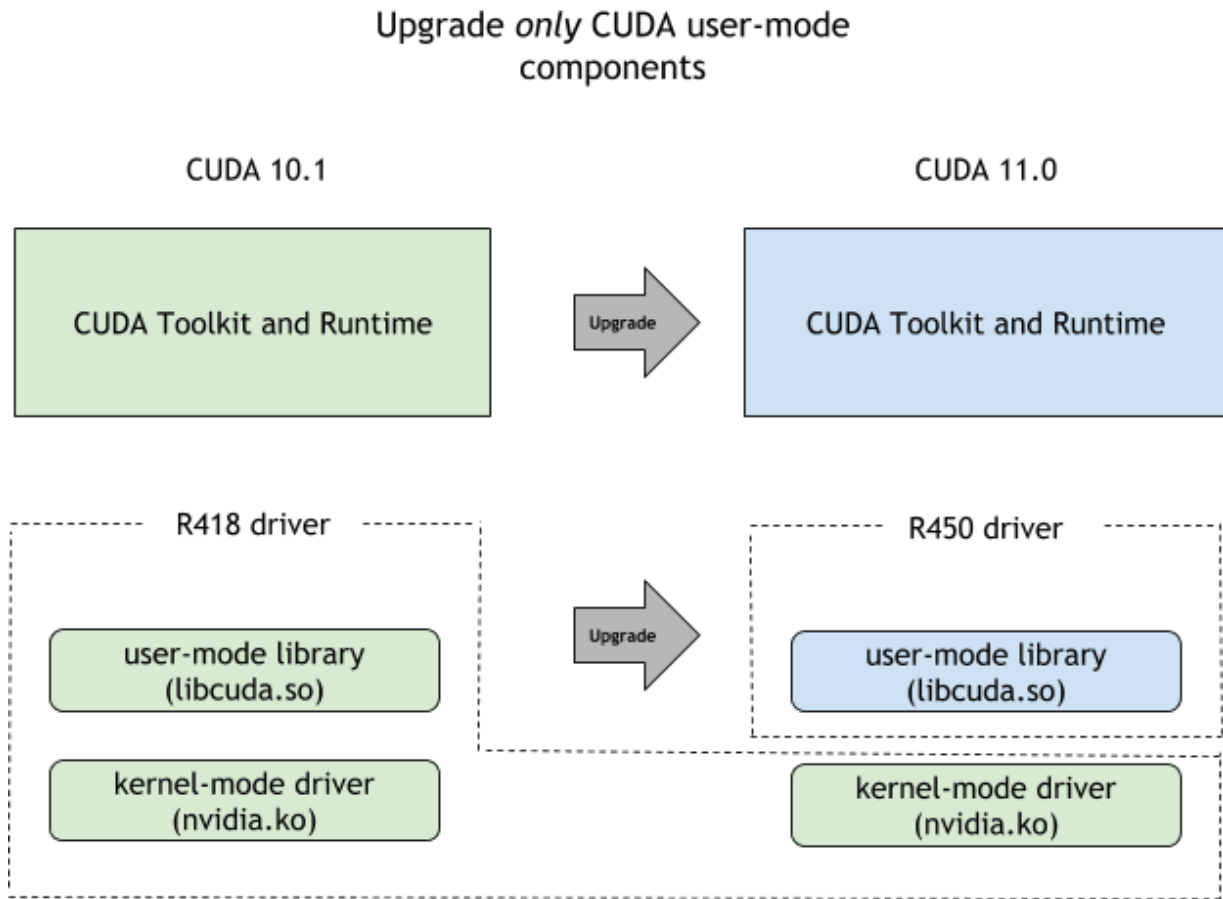 Upgrade only CUDA user-mode
components
CUDA 10.1
CUDA 11.0
CUDA Toolkit and Runtime
Upgrade
CUDA Toolkit and Runtime
R418 driver
R450 driver
user-mode library
(libcuda.so)
Upgrade
user-mode library
(libcuda.so)
kernel-mode driver
(nvidia.ko)
kernel-mode driver
(nvidia.ko)